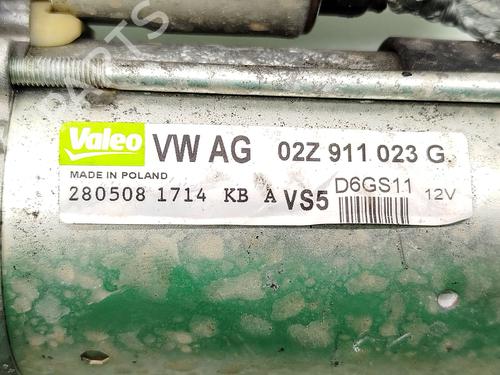 Valeo VW AG 02Z 911 023 G
MADE IN POLAND
280508 1714 KB A VS5 D6GS11 12V